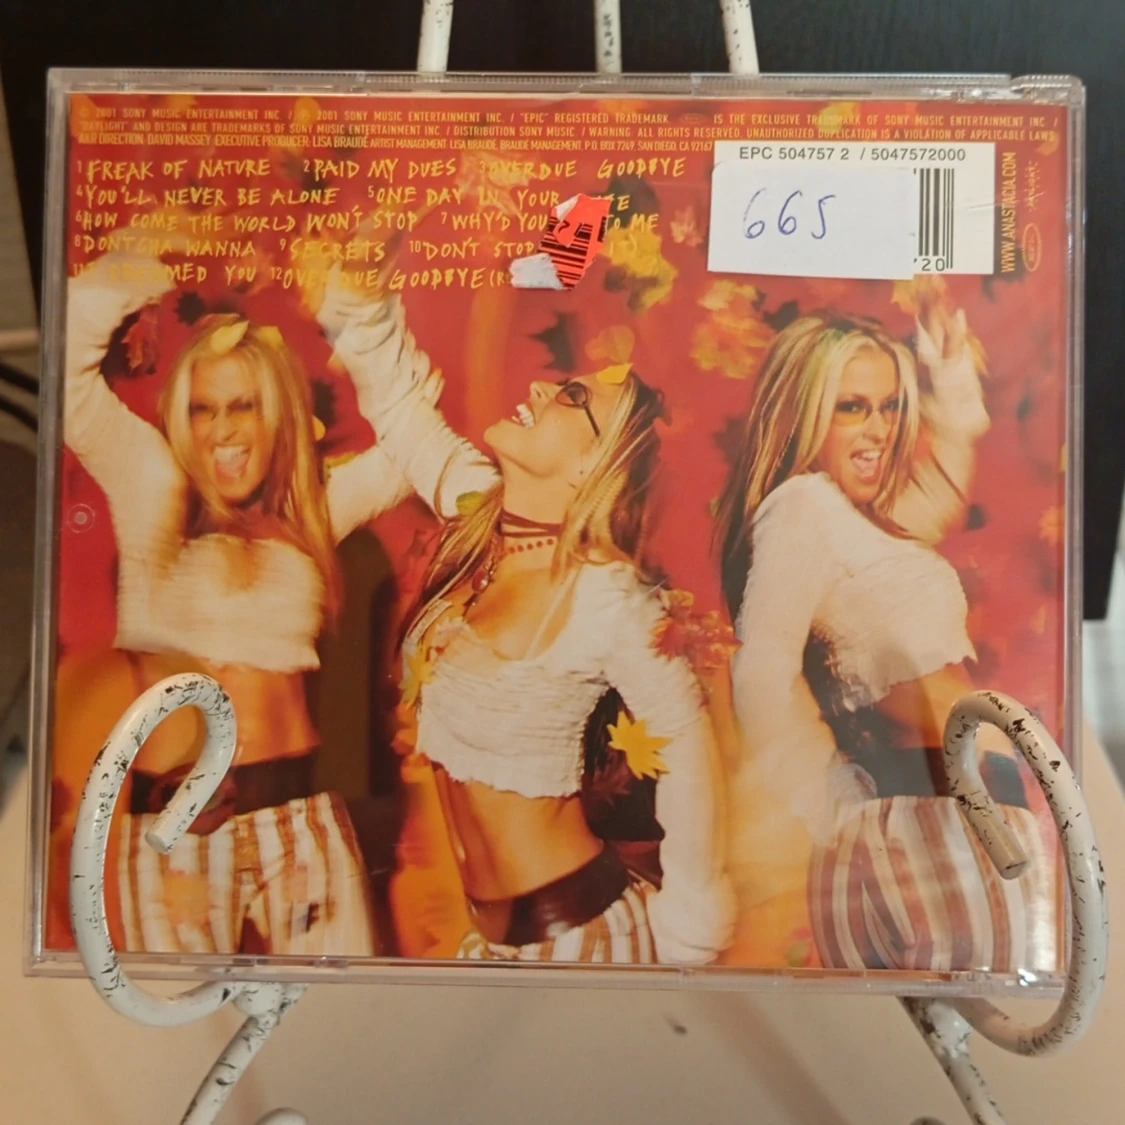 © 2001 SONY MUSIC ENTERTAINMENT INC / ℗ 2001 SONY MUSIC ENTERTAINMENT INC. / "EPIC" REGISTERED TRADEMARK IS THE EXCLUSIVE TRADEMARK OF SONY MUSIC ENTERTAINMENT INC /
"DAYLIGHT" AND DESIGN ARE TRADEMARKS OF SONY MUSIC ENTERTAINMENT INC / DISTRIBUTION SONY MUSIC / WARNING: ALL RIGHTS RESERVED. UNAUTHORIZED DUPLICATION IS A VIOLATION OF APPLICABLE LAWS
A&R DIRECTION: DAVID MASSEY EXECUTIVE PRODUCER: LISA BRAUDÉ ARTIST MANAGEMENT: LISA BRAUDÉ, BRAUDÉ MANAGEMENT, P.O. BOX 7249, SAN DIEGO, CA 92167
1 FREAK OF NATURE 2 PAID MY DUES 3 OVERDUE GOODBYE
4 YOU'LL NEVER BE ALONE 5 ONE DAY IN YOUR
6 HOW COME THE WORLD WON'T STOP 7 WHY'D YOU TO ME
8 DONTCHA WANNA 9 SECRETS 10 DON'T STOP
11 YOU 12 OVERDUE GOODBYE
EPC 504757 2 / 5047572000
665
20
WWW.ANASTACIA.COM